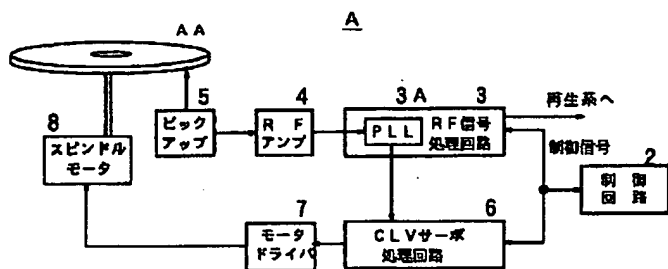 A
AA
8
スピンドル
モータ
5
ピック
アップ
4
RF
アンプ
3A
PLL
3
RF信号
処理回路
再生系へ
制御信号
2
制御
回路
7
モータ
ドライバ
6
CLVサーボ
処理回路